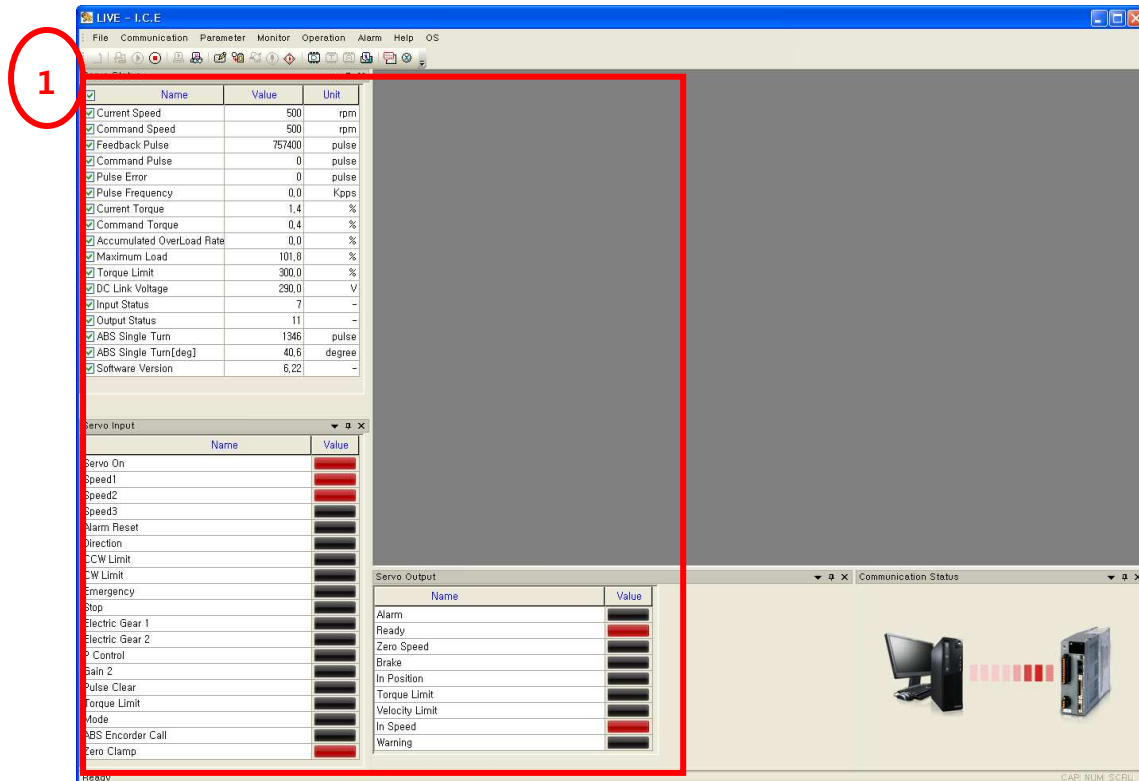 LIVE - I.C.E
File Communication Parameter Monitor Operation Alarm Help OS
1
Name Value Unit
Current Speed 500 rpm
Command Speed 500 rpm
Feedback Pulse 757400 pulse
Command Pulse 0 pulse
Pulse Error 0 pulse
Pulse Frequency 0,0 Kpps
Current Torque 1,4 %
Command Torque 0,4 %
Accumulated OverLoad Rate 0,0 %
Maximum Load 101,8 %
Torque Limit 300,0 %
DC Link Voltage 290,0 V
Input Status 7 -
Output Status 11 -
ABS Single Turn 1346 pulse
ABS Single Turn[deg] 40,6 degree
Software Version 6,22 -
Servo Input
Name Value
Servo On
Speed1
Speed2
Speed3
Alarm Reset
Direction
CCW Limit
CW Limit
Emergency
Stop
Electric Gear 1
Electric Gear 2
P Control
Gain 2
Pulse Clear
Torque Limit
Mode
ABS Encorder Call
Zero Clamp
Servo Output
Name Value
Alarm
Ready
Zero Speed
Brake
In Position
Torque Limit
Velocity Limit
In Speed
Warning
Communication Status
Ready
CAP NUM SCRL